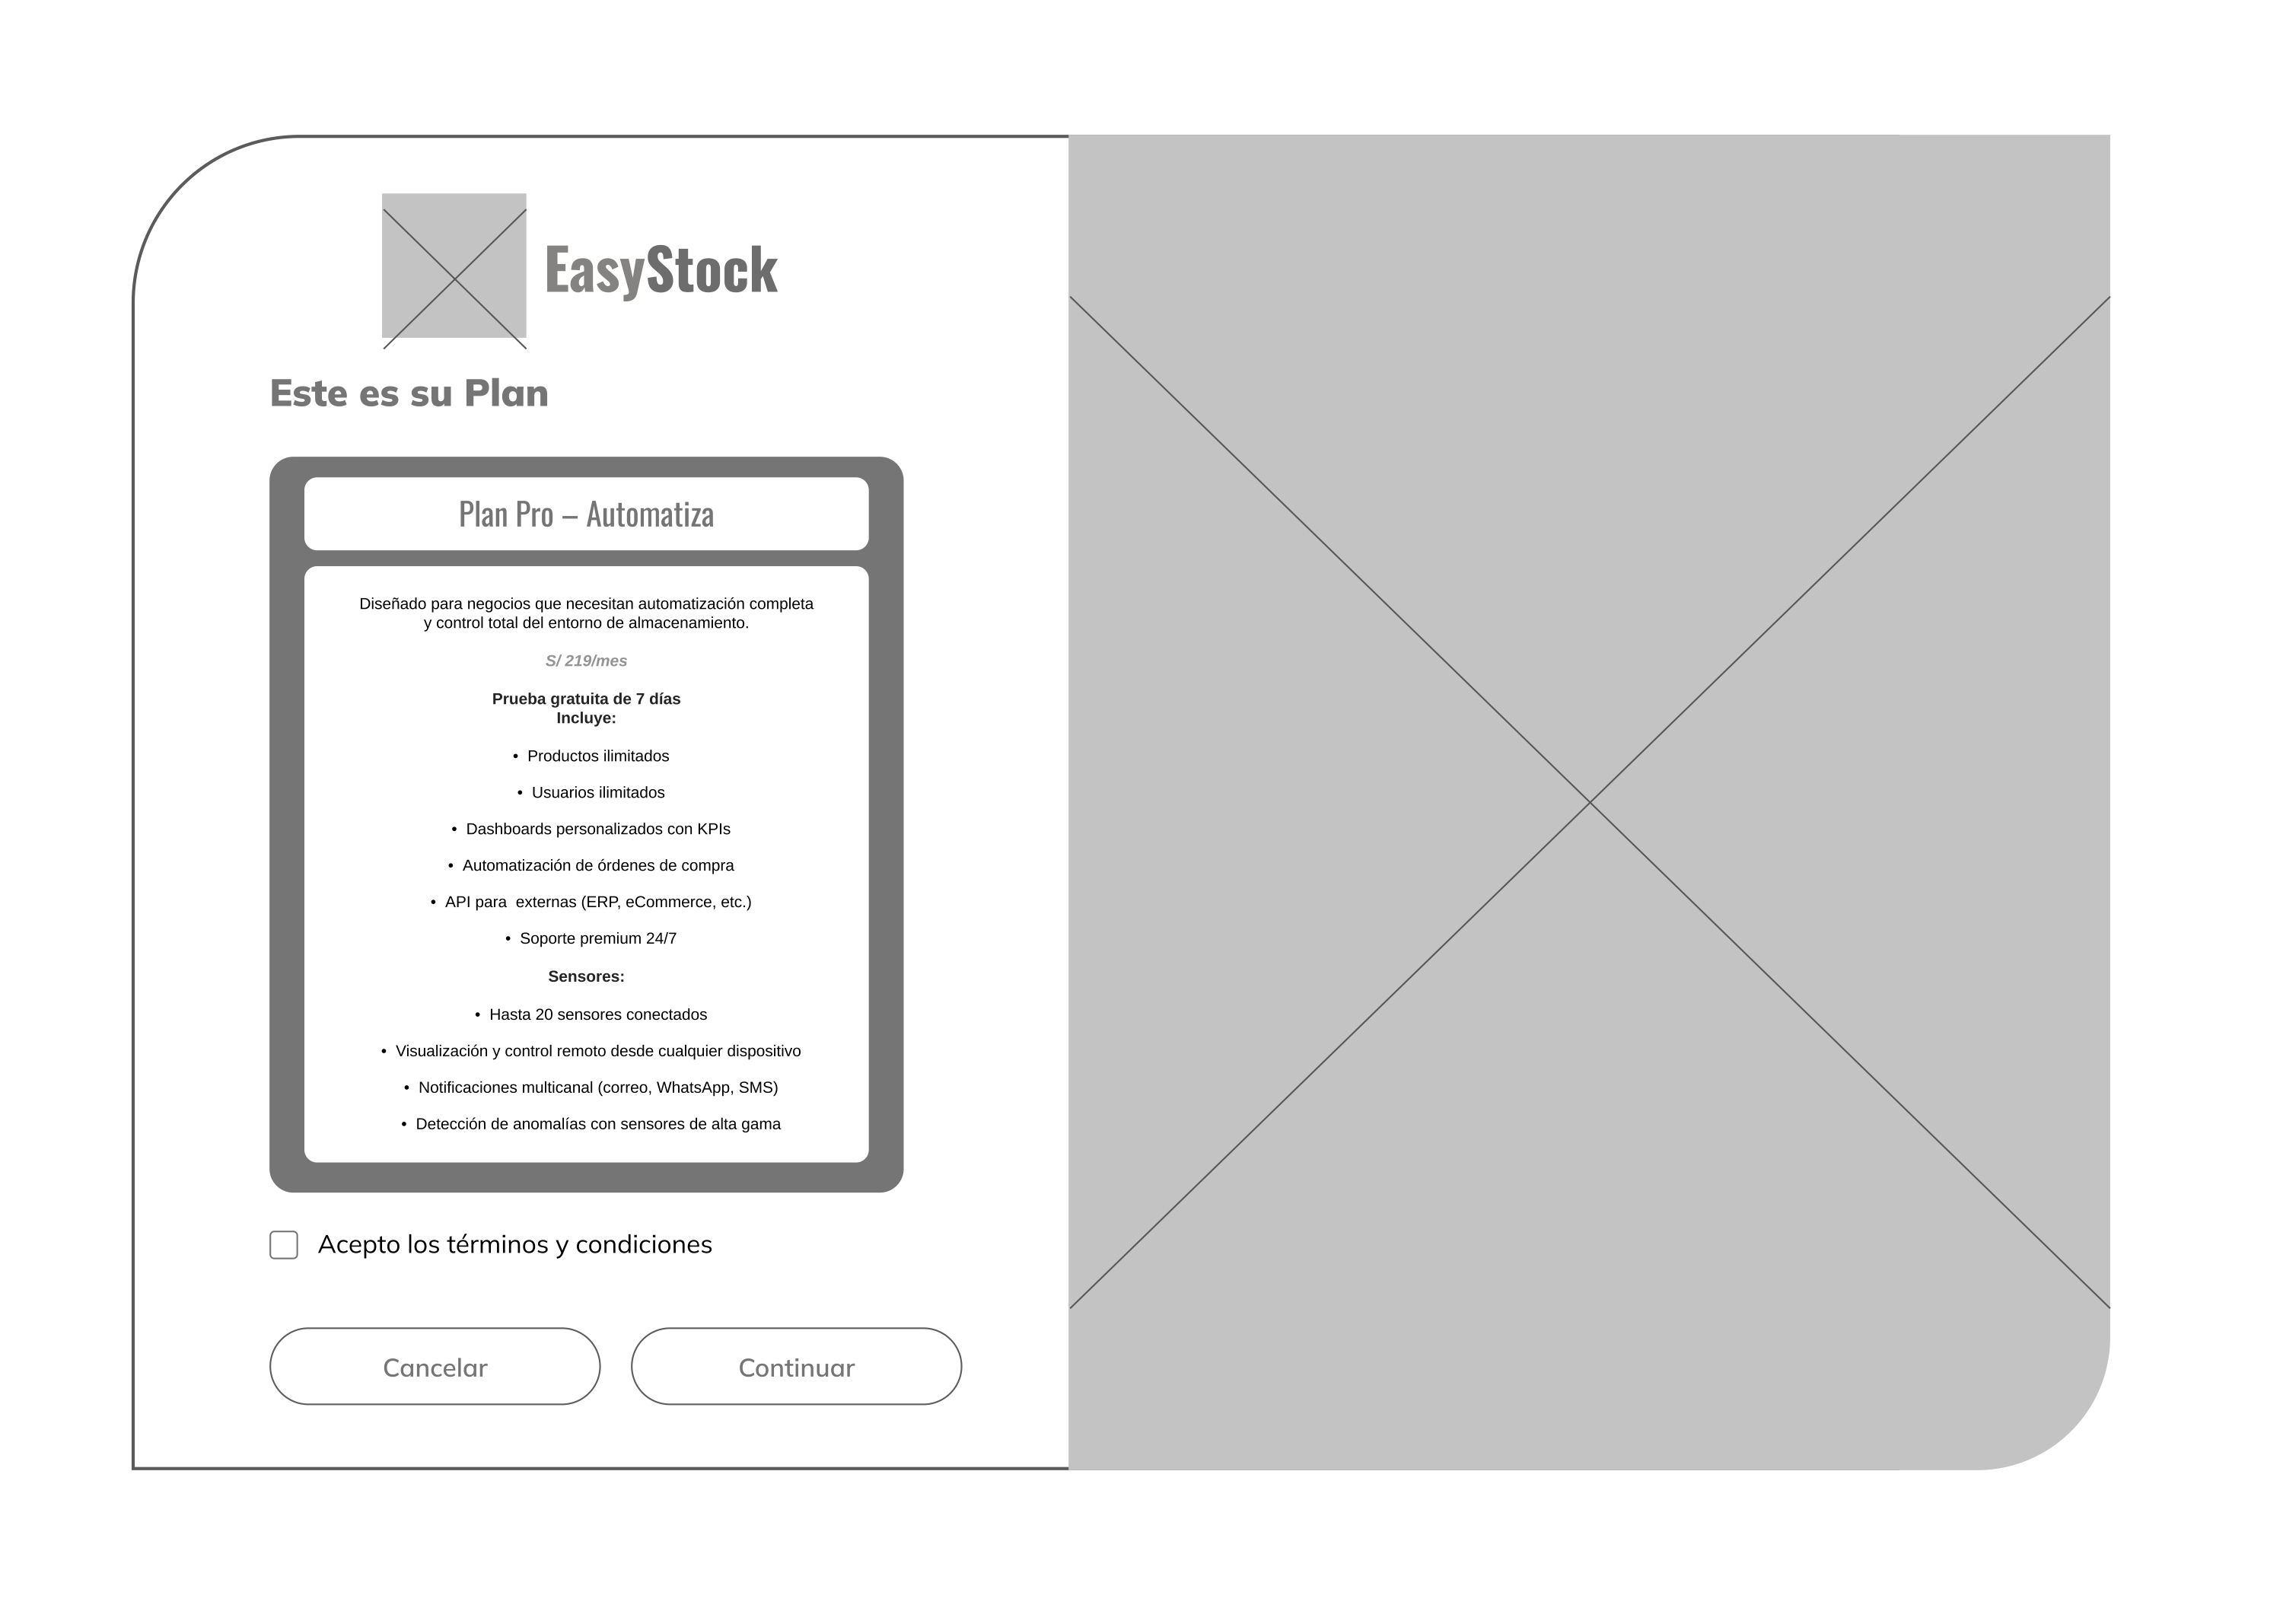 EasyStock
Este es su Plan
Plan Pro – Automatiza
Diseñado para negocios que necesitan automatización completa
y control total del entorno de almacenamiento.
S/ 219/mes
Prueba gratuita de 7 días
Incluye:
• Productos ilimitados
• Usuarios ilimitados
• Dashboards personalizados con KPIs
• Automatización de órdenes de compra
• API para  externas (ERP, eCommerce, etc.)
• Soporte premium 24/7
Sensores:
• Hasta 20 sensores conectados
• Visualización y control remoto desde cualquier dispositivo
• Notificaciones multicanal (correo, WhatsApp, SMS)
• Detección de anomalías con sensores de alta gama
Acepto los términos y condiciones
Cancelar
Continuar